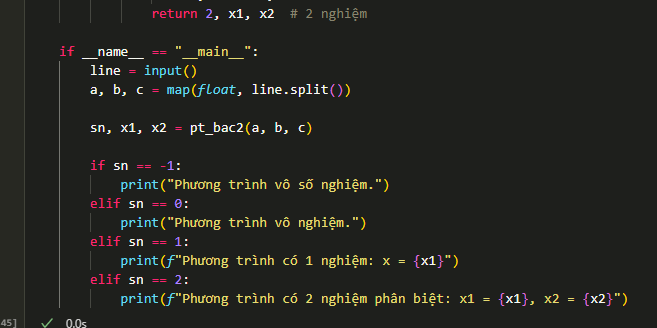 return 2, x1, x2  # 2 nghiệm
if __name__ == "__main__":
    line = input()
    a, b, c = map(float, line.split())
    sn, x1, x2 = pt_bac2(a, b, c)
    if sn == -1:
        print("Phương trình vô số nghiệm.")
    elif sn == 0:
        print("Phương trình vô nghiệm.")
    elif sn == 1:
        print(f"Phương trình có 1 nghiệm: x = {x1}")
    elif sn == 2:
        print(f"Phương trình có 2 nghiệm phân biệt: x1 = {x1}, x2 = {x2}")
45] ✓ 0.0s